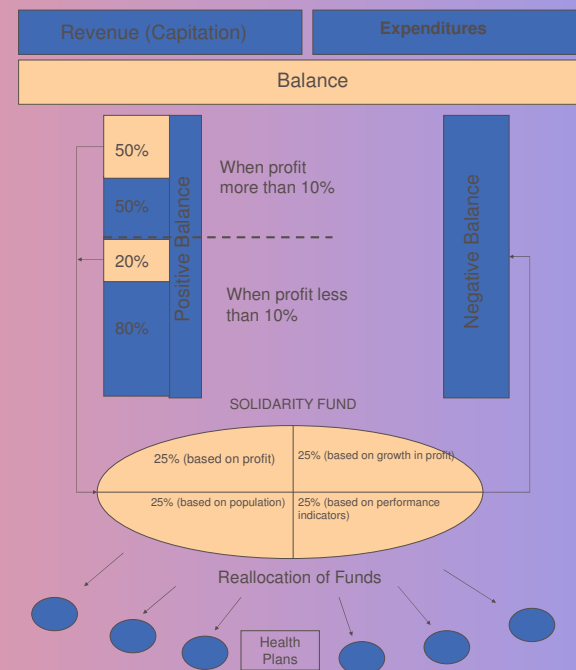 Revenue (Capitation)
Expenditures
Balance
50%
50%
20%
80%
Positive Balance
When profit
more than 10%
When profit less
than 10%
Negative Balance
SOLIDARITY FUND
25% (based on profit)
25% (based on growth in profit)
25% (based on population)
25% (based on performance
indicators)
Reallocation of Funds
Health
Plans